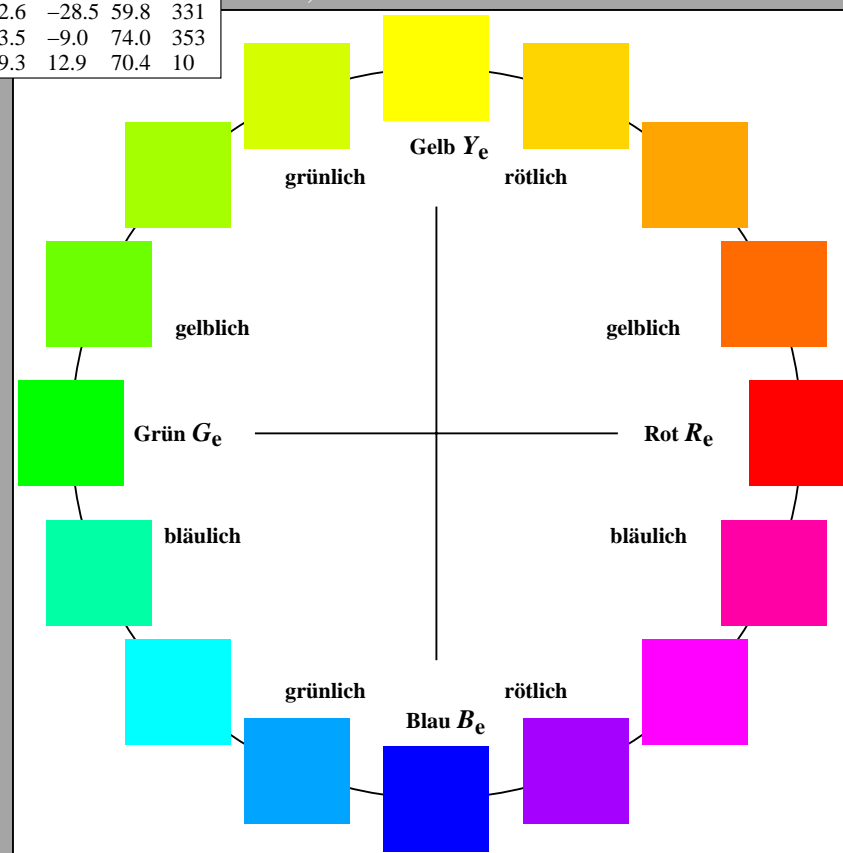 2.6 –28.5 59.8 331
3.5 –9.0 74.0 353
9.3 12.9 70.4 10
Gelb Ye
grünlich rötlich
gelblich gelblich
Grün Ge Rot Re
bläulich bläulich
grünlich rötlich
Blau Be